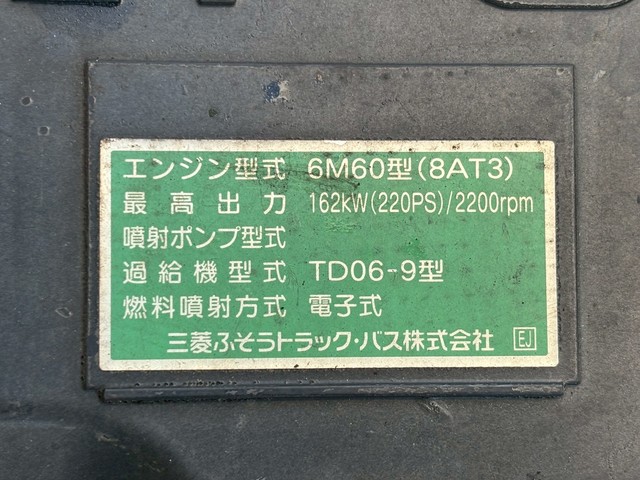 エンジン型式 6M60型(8AT3)
最高出力 162kW(220PS)/2200rpm
噴射ポンプ型式
過給機型式 TD06-9型
燃料噴射方式 電子式
三菱ふそうトラック・バス株式会社 EJ